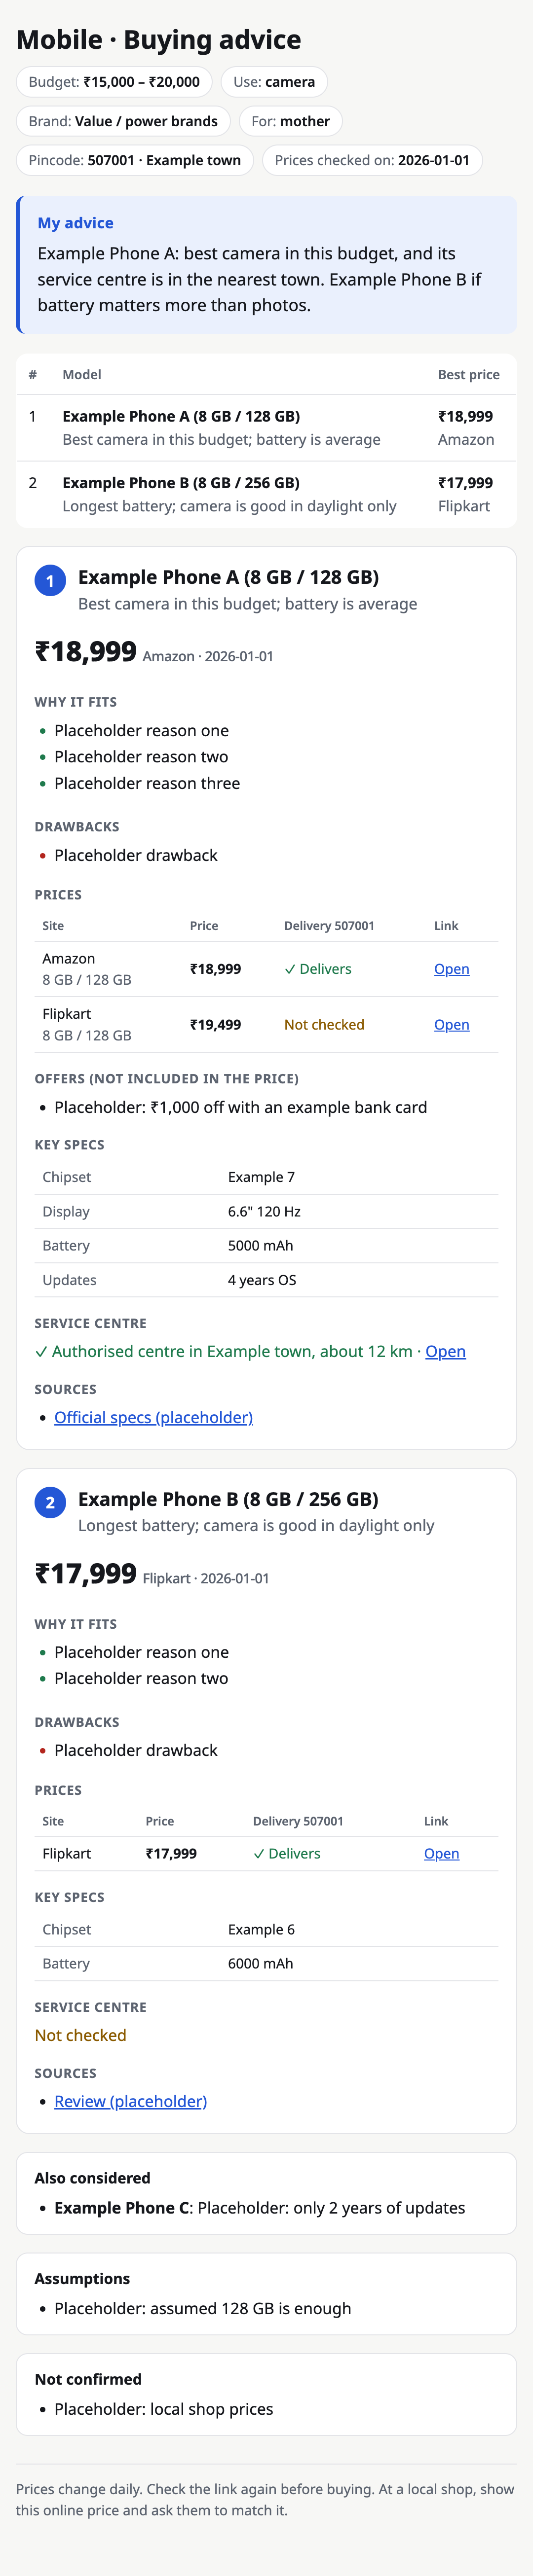 Mobile · Buying advice
Budget: ₹15,000 – ₹20,000
Use: camera
Brand: Value / power brands
For: mother
Pincode: 507001 · Example town
Prices checked on: 2026-01-01
My advice
Example Phone A: best camera in this budget, and its
service centre is in the nearest town. Example Phone B if
battery matters more than photos.
# Model Best price
1 Example Phone A (8 GB / 128 GB) ₹18,999
Best camera in this budget; battery is average Amazon
2 Example Phone B (8 GB / 256 GB) ₹17,999
Longest battery; camera is good in daylight only Flipkart
1 Example Phone A (8 GB / 128 GB)
Best camera in this budget; battery is average
₹18,999 Amazon · 2026-01-01
WHY IT FITS
• Placeholder reason one
• Placeholder reason two
• Placeholder reason three
DRAWBACKS
• Placeholder drawback
PRICES
Site Price Delivery 507001 Link
Amazon
8 GB / 128 GB ₹18,999 ✓ Delivers Open
Flipkart
8 GB / 128 GB ₹19,499 Not checked Open
OFFERS (NOT INCLUDED IN THE PRICE)
• Placeholder: ₹1,000 off with an example bank card
KEY SPECS
Chipset Example 7
Display 6.6" 120 Hz
Battery 5000 mAh
Updates 4 years OS
SERVICE CENTRE
✓ Authorised centre in Example town, about 12 km · Open
SOURCES
• Official specs (placeholder)
2 Example Phone B (8 GB / 256 GB)
Longest battery; camera is good in daylight only
₹17,999 Flipkart · 2026-01-01
WHY IT FITS
• Placeholder reason one
• Placeholder reason two
DRAWBACKS
• Placeholder drawback
PRICES
Site Price Delivery 507001 Link
Flipkart ₹17,999 ✓ Delivers Open
KEY SPECS
Chipset Example 6
Battery 6000 mAh
SERVICE CENTRE
Not checked
SOURCES
• Review (placeholder)
Also considered
• Example Phone C: Placeholder: only 2 years of updates
Assumptions
• Placeholder: assumed 128 GB is enough
Not confirmed
• Placeholder: local shop prices
Prices change daily. Check the link again before buying. At a local shop, show
this online price and ask them to match it.